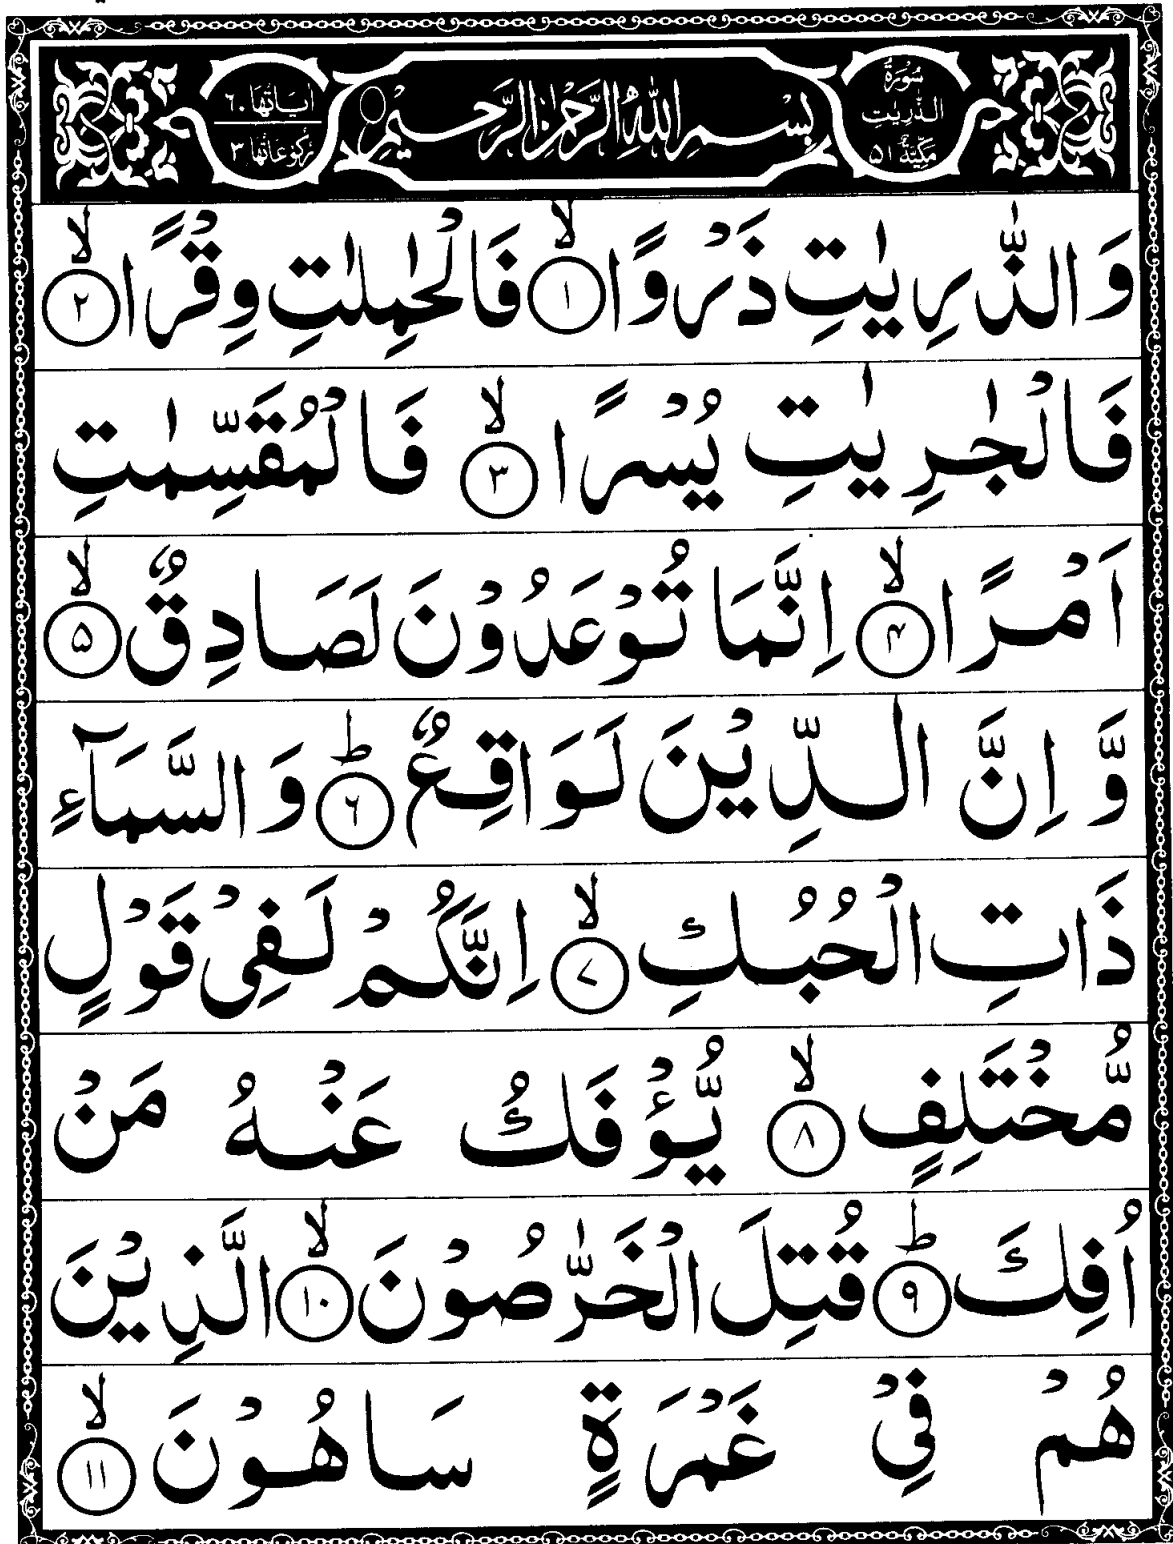 سُوْرَةُ
الذّٰرِيٰتِ
مَكِّيَّةٌ ٥١
بِسْمِ اللّٰهِ الرَّحْمٰنِ الرَّحِيْمِ
اٰيَاتُهَا ٦٠
رُكُوْعَاتُهَا ٣
وَالذّٰرِيٰتِ ذَرْوًا ۙ‏﴿۱﴾ فَالْحٰمِلٰتِ وِقْرًا ۙ‏﴿۲﴾
فَالْجٰرِيٰتِ يُسْرًا ۙ‏﴿۳﴾ فَالْمُقَسِّمٰتِ
اَمْرًا ۙ‏﴿۴﴾ اِنَّمَا تُوْعَدُوْنَ لَصَادِقٌ ۙ‏﴿۵﴾
وَّ اِنَّ الدِّيْنَ لَوَاقِعٌ ؕ‏﴿۶﴾ وَ السَّمَآءِ
ذَاتِ الْحُبُكِ ۙ‏﴿۷﴾ اِنَّكُمْ لَفِيْ قَوْلٍ
مُّخْتَلِفٍ ۙ‏﴿۸﴾ يُّؤْفَكُ عَنْهُ مَنْ
اُفِكَ ؕ‏﴿۹﴾ قُتِلَ الْخَرّٰصُوْنَ ۙ‏﴿۱۰﴾ الَّذِيْنَ
هُمْ فِيْ غَمْرَةٍ سَاهُوْنَ ۙ‏﴿۱۱﴾